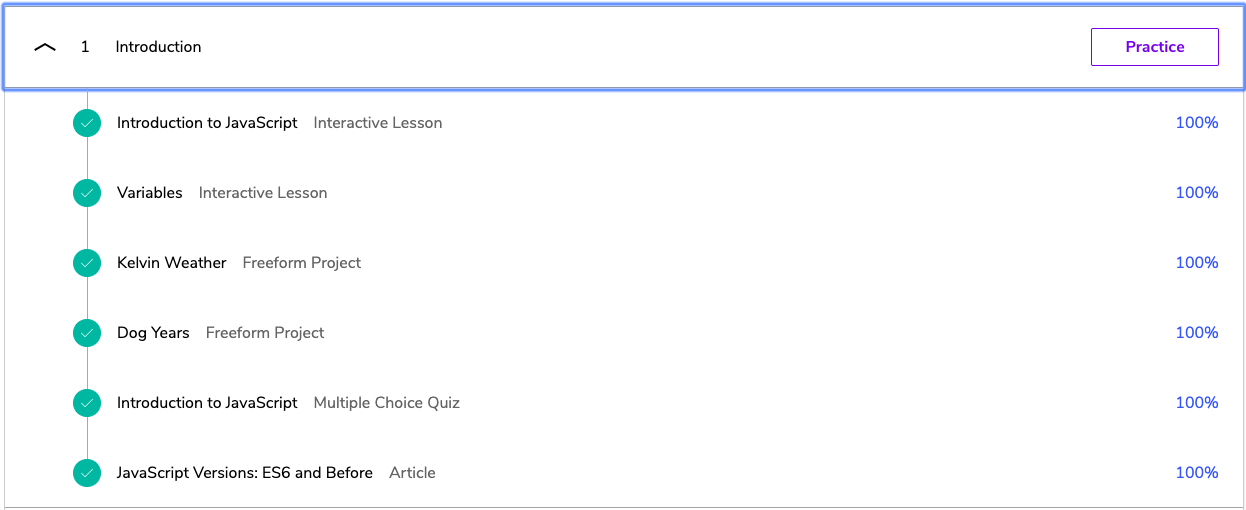 1 Introduction Practice
Introduction to JavaScript Interactive Lesson 100%
Variables Interactive Lesson 100%
Kelvin Weather Freeform Project 100%
Dog Years Freeform Project 100%
Introduction to JavaScript Multiple Choice Quiz 100%
JavaScript Versions: ES6 and Before Article 100%